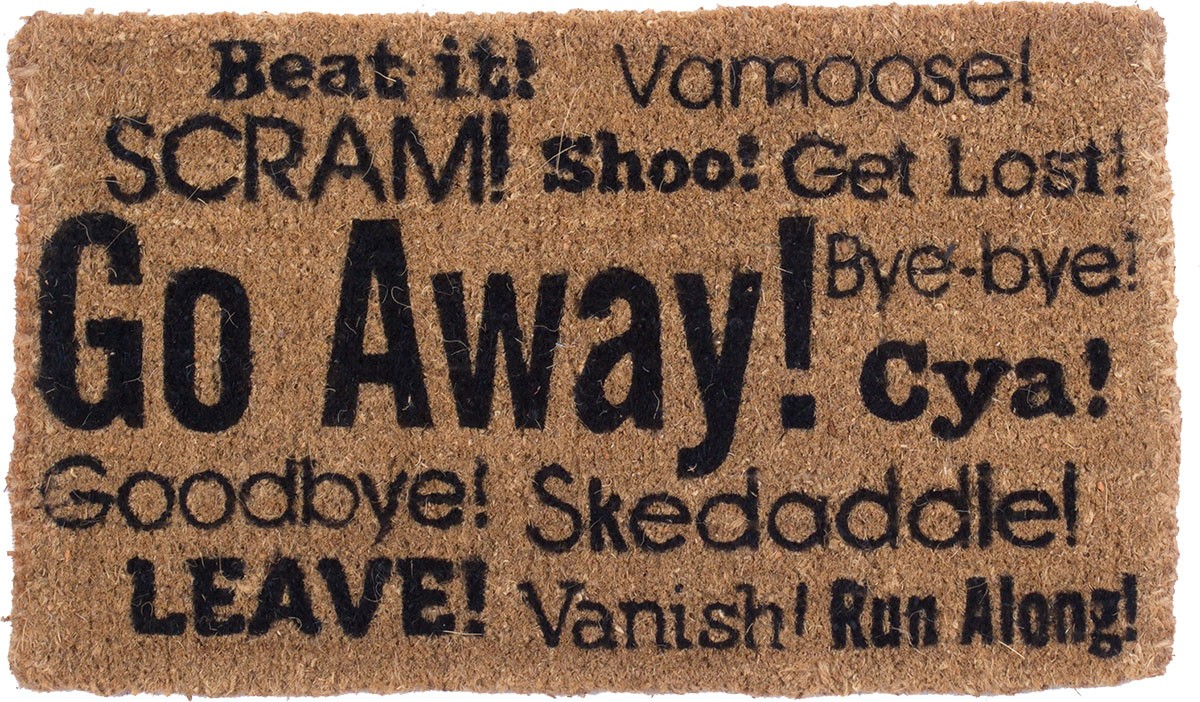 Beat it! Vamoose!
SCRAM! Shoo! Get Lost!
Go Away! Bye-bye!
Cya!
Goodbye! Skedaddle!
LEAVE! Vanish! Run Along!